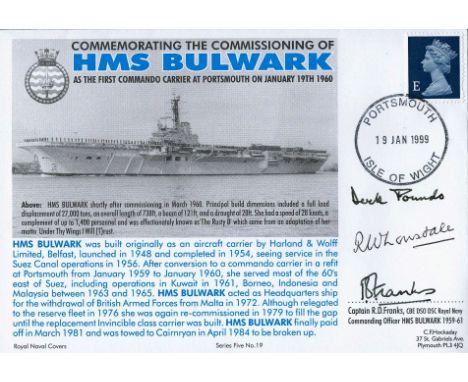 COMMEMORATING THE COMMISSIONING OF
HMS BULWARK
AS THE FIRST COMMANDO CARRIER AT PORTSMOUTH ON JANUARY 19TH 1960
E
PORTSMOUTH
19 JAN 1999
ISLE OF WIGHT
Above: HMS BULWARK shortly after commissioning in March 1960. Principal build dimensions included a full load
displacement of 27,000 tons, an overall length of 738ft, a beam of 121ft, and a draught of 28ft. She had a speed of 28 knots, a
complement of up to 1,400 personnel and was affectionately known as 'The Rusty B' which came from an adaptation of her
motto: Under Thy Wings I Will (T)rust.
Derek Pounds
R W Lonsdale
R Franks
HMS BULWARK was built originally as an aircraft carrier by Harland & Wolff
Limited, Belfast, launched in 1948 and completed in 1954, seeing service in the
Suez Canal operations in 1956. After conversion to a commando carrier in a refit
at Portsmouth from January 1959 to January 1960, she served most of the 60's
east of Suez, including operations in Kuwait in 1961, Borneo, Indonesia and
Malaysia between 1963 and 1965. HMS BULWARK acted as Headquarters ship
for the withdrawal of British Armed Forces from Malta in 1972. Although relegated
to the reserve fleet in 1976 she was again re-commissioned in 1979 to fill the gap
until the replacement Invincible class carrier was built. HMS BULWARK finally paid
off in March 1981 and was towed to Cairnryan in April 1984 to be broken up.
Captain R.D.Franks, CBE DSO DSC Royal Navy
Commanding Officer HMS BULWARK 1959-61
Royal Naval Covers
Series Five No.19
C.F.Hockaday
37 St. Gabriels Ave.
Plymouth PL3 4JQ